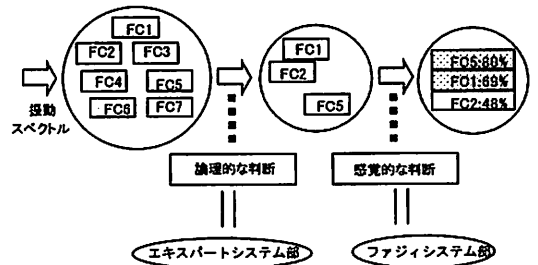 FC1
FC2 FC3
FC4 FC5
FC6 FC7
振動
スペクトル
FC1
FC2
FC5
FC5:80%
FC1:69%
FC2:48%
論理的な判断
感覚的な判断
エキスパートシステム部
ファジィシステム部